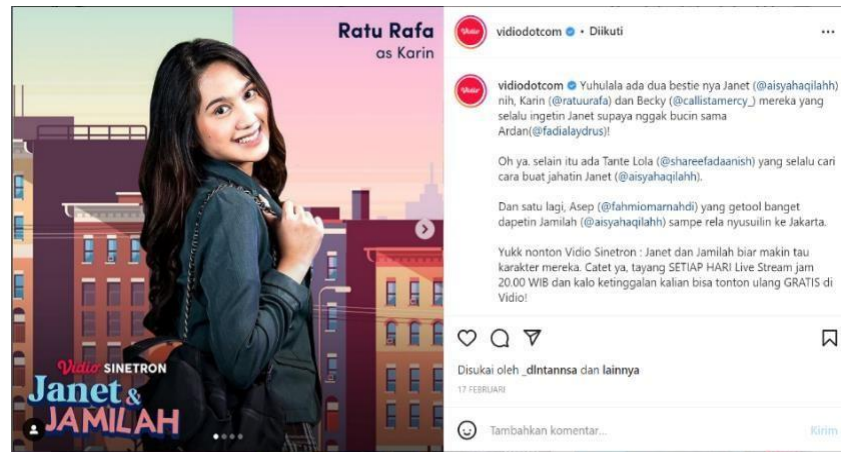 Ratu Rafa
as Karin
Vidio SINETRON
Janet &
JAMILAH
Vidio
vidiodotcom • Diikuti
Vidio
vidiodotcom Yuhulala ada dua bestie nya Janet (@aisyahaqilahh)
nih, Karin (@ratuurafa) dan Becky (@callistamercy_) mereka yang
selalu ingetin Janet supaya nggak bucin sama
Ardan(@fadialaydrus)!
Oh ya. selain itu ada Tante Lola (@shareefadaanish) yang selalu cari
cara buat jahatin Janet (@aisyahaqilahh).
Dan satu lagi, Asep (@fahmiomarnahdi) yang getool banget
dapetin Jamilah (@aisyahaqilahh) sampe rela nyusuilin ke Jakarta.
Yukk nonton Vidio Sinetron : Janet dan Jamilah biar makin tau
karakter mereka. Catet ya, tayang SETIAP HARI Live Stream jam
20.00 WIB dan kalo ketinggalan kalian bisa tonton ulang GRATIS di
Vidio!
Disukai oleh _dlntannsa dan lainnya
17 FEBRUARI
Tambahkan komentar...
Kirim